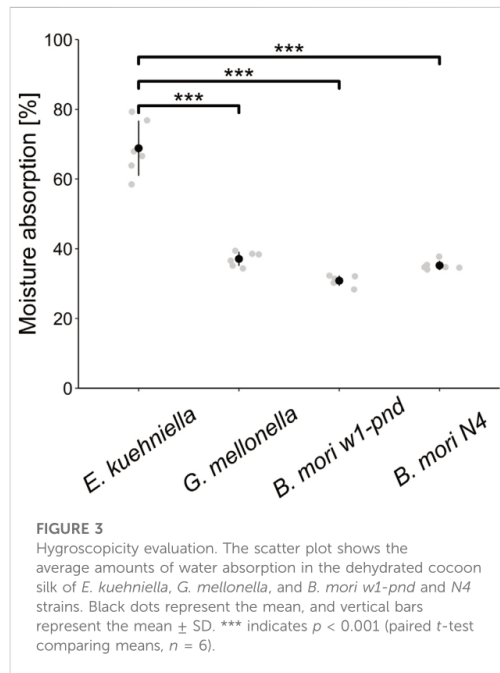 100
80
60
40
20
0
Moisture absorption [%]
***
***
***
E. kuehniella
G. mellonella
B. mori w1-pnd
B. mori N4
FIGURE 3
Hygroscopicity evaluation. The scatter plot shows the
average amounts of water absorption in the dehydrated cocoon
silk of E. kuehniella, G. mellonella, and B. mori w1-pnd and N4
strains. Black dots represent the mean, and vertical bars
represent the mean ± SD. *** indicates p < 0.001 (paired t-test
comparing means, n = 6).